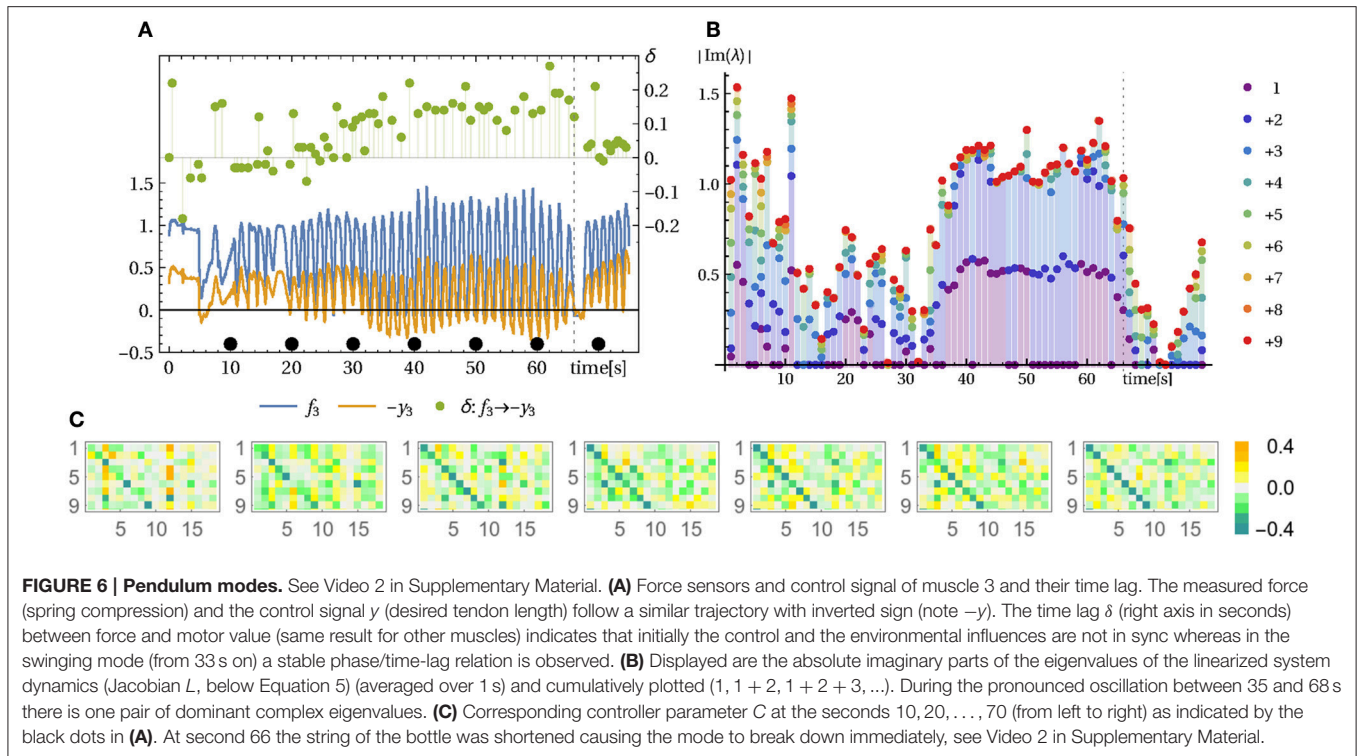 A
δ
1.5
1.
0.5
0.
−0.5
0.2
0.1
0.
−0.1
−0.2
0 10 20 30 40 50 60 time[s]
f3 −y3 δ: f3→−y3
B
|Im(λ)|
1.5
1.0
0.5
10 20 30 40 50 60 time[s]
1
+2
+3
+4
+5
+6
+7
+8
+9
C
1
5
9
5 10 15
1
5
9
5 10 15
1
5
9
5 10 15
1
5
9
5 10 15
1
5
9
5 10 15
1
5
9
5 10 15
1
5
9
5 10 15
0.4
0.0
−0.4
FIGURE 6 | Pendulum modes. See Video 2 in Supplementary Material. (A) Force sensors and control signal of muscle 3 and their time lag. The measured force
(spring compression) and the control signal y (desired tendon length) follow a similar trajectory with inverted sign (note −y). The time lag δ (right axis in seconds)
between force and motor value (same result for other muscles) indicates that initially the control and the environmental influences are not in sync whereas in the
swinging mode (from 33 s on) a stable phase/time-lag relation is observed. (B) Displayed are the absolute imaginary parts of the eigenvalues of the linearized system
dynamics (Jacobian L, below Equation 5) (averaged over 1 s) and cumulatively plotted (1, 1 + 2, 1 + 2 + 3, ...). During the pronounced oscillation between 35 and 68 s
there is one pair of dominant complex eigenvalues. (C) Corresponding controller parameter C at the seconds 10, 20, . . . , 70 (from left to right) as indicated by the
black dots in (A). At second 66 the string of the bottle was shortened causing the mode to break down immediately, see Video 2 in Supplementary Material.